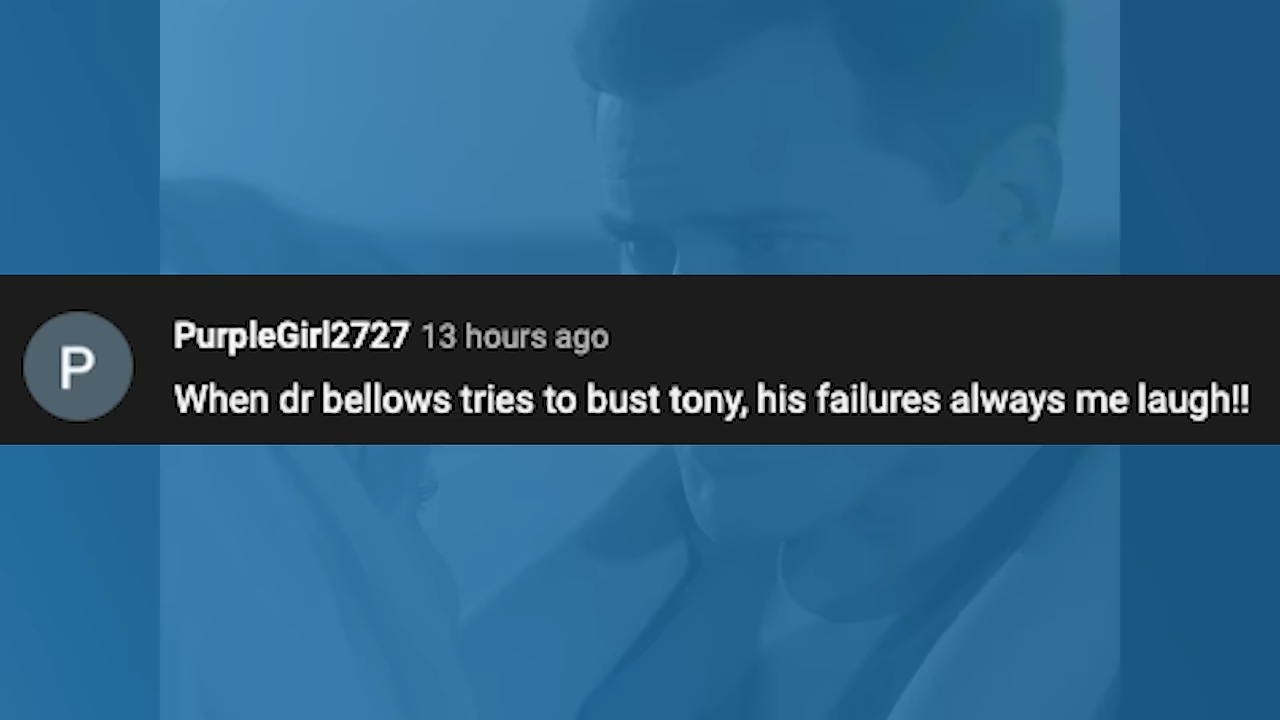 P
PurpleGirl2727 13 hours ago
When dr bellows tries to bust tony, his failures always me laugh!!